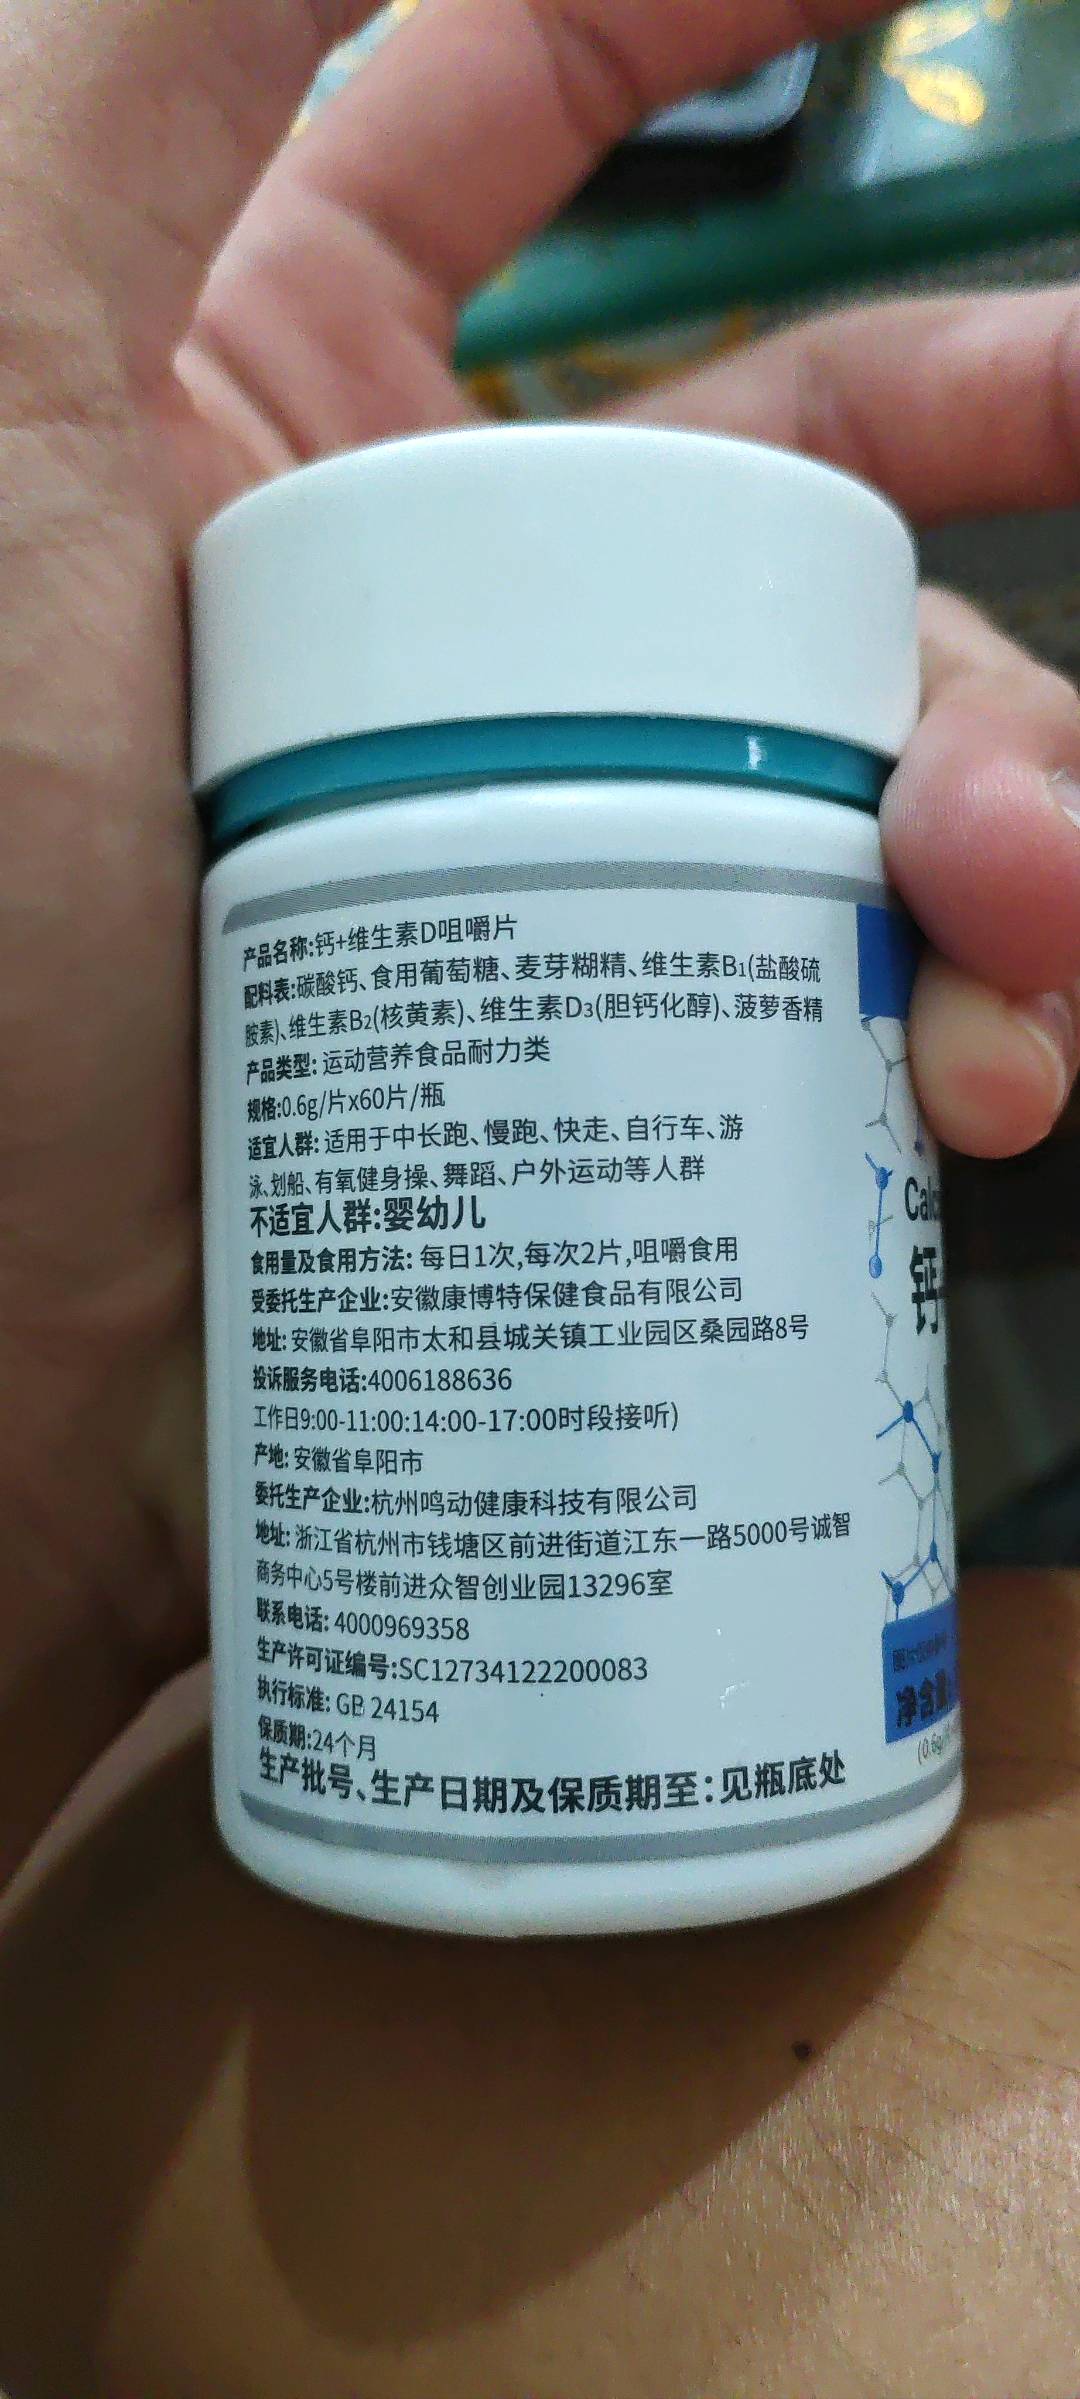 产品名称:钙+维生素D咀嚼片
配料表:碳酸钙、食用葡萄糖、麦芽糊精、维生素B₁(盐酸硫
胺素)、维生素B₂(核黄素)、维生素D₃(胆钙化醇)、菠萝香精
产品类型: 运动营养食品耐力类
规格:0.6g/片x60片/瓶
适宜人群: 适用于中长跑、慢跑、快走、自行车、游
泳、划船、有氧健身操、舞蹈、户外运动等人群
不适宜人群:婴幼儿
食用量及食用方法: 每日1次,每次2片,咀嚼食用
受委托生产企业:安徽康博特保健食品有限公司
地址: 安徽省阜阳市太和县城关镇工业园区桑园路8号
投诉服务电话:4006188636
工作日9:00-11:00:14:00-17:00时段接听)
产地: 安徽省阜阳市
委托生产企业:杭州鸣动健康科技有限公司
地址: 浙江省杭州市钱塘区前进街道江东一路5000号诚智
商务中心5号楼前进众智创业园13296室
联系电话: 4000969358
生产许可证编号:SC12734122200083
执行标准: GB 24154
保质期:24个月
生产批号、生产日期及保质期至: 见瓶底处
Calc
钙
净含量
(0.6g/